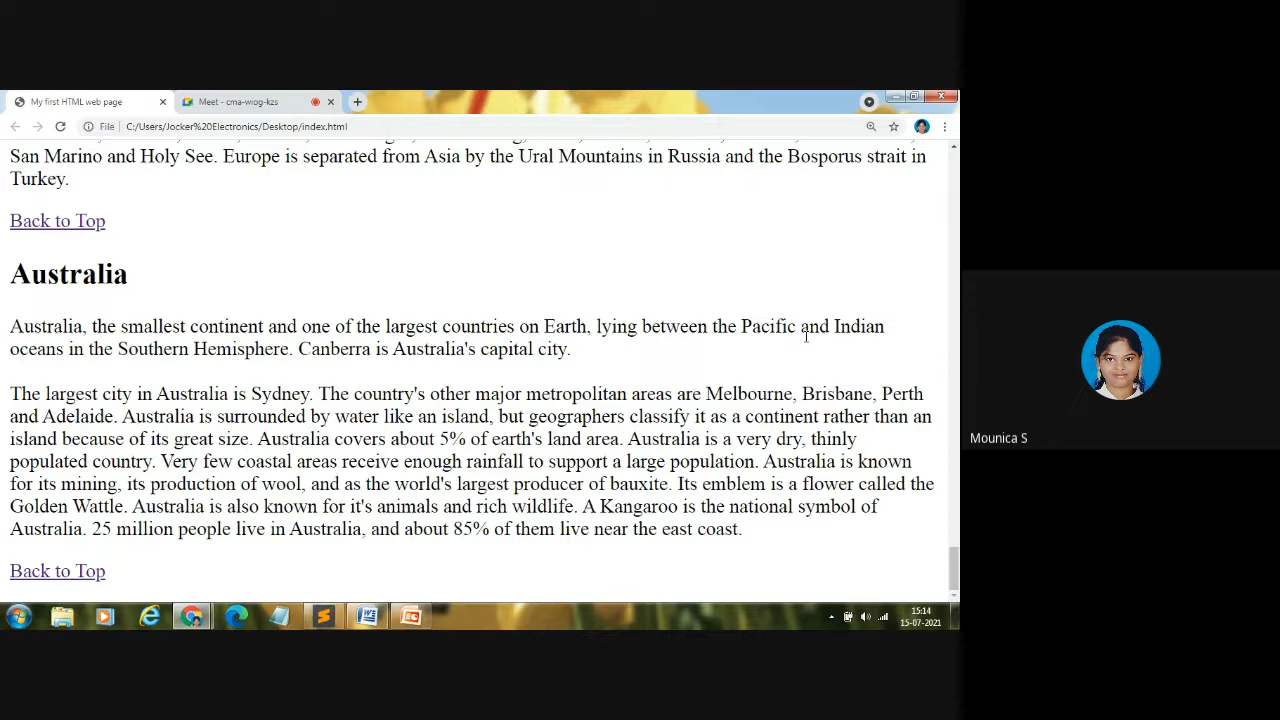 My first HTML web page
Meet - cma-wiog-kzs
File
C:/Users/Jocker%20Electronics/Desktop/index.html
San Marino and Holy See. Europe is separated from Asia by the Ural Mountains in Russia and the Bosporus strait in
Turkey.
Back to Top
Australia
Australia, the smallest continent and one of the largest countries on Earth, lying between the Pacific and Indian
oceans in the Southern Hemisphere. Canberra is Australia's capital city.
The largest city in Australia is Sydney. The country's other major metropolitan areas are Melbourne, Brisbane, Perth
and Adelaide. Australia is surrounded by water like an island, but geographers classify it as a continent rather than an
island because of its great size. Australia covers about 5% of earth's land area. Australia is a very dry, thinly
populated country. Very few coastal areas receive enough rainfall to support a large population. Australia is known
for its mining, its production of wool, and as the world's largest producer of bauxite. Its emblem is a flower called the
Golden Wattle. Australia is also known for it's animals and rich wildlife. A Kangaroo is the national symbol of
Australia. 25 million people live in Australia, and about 85% of them live near the east coast.
Back to Top
15:14
15-07-2021
Mounica S